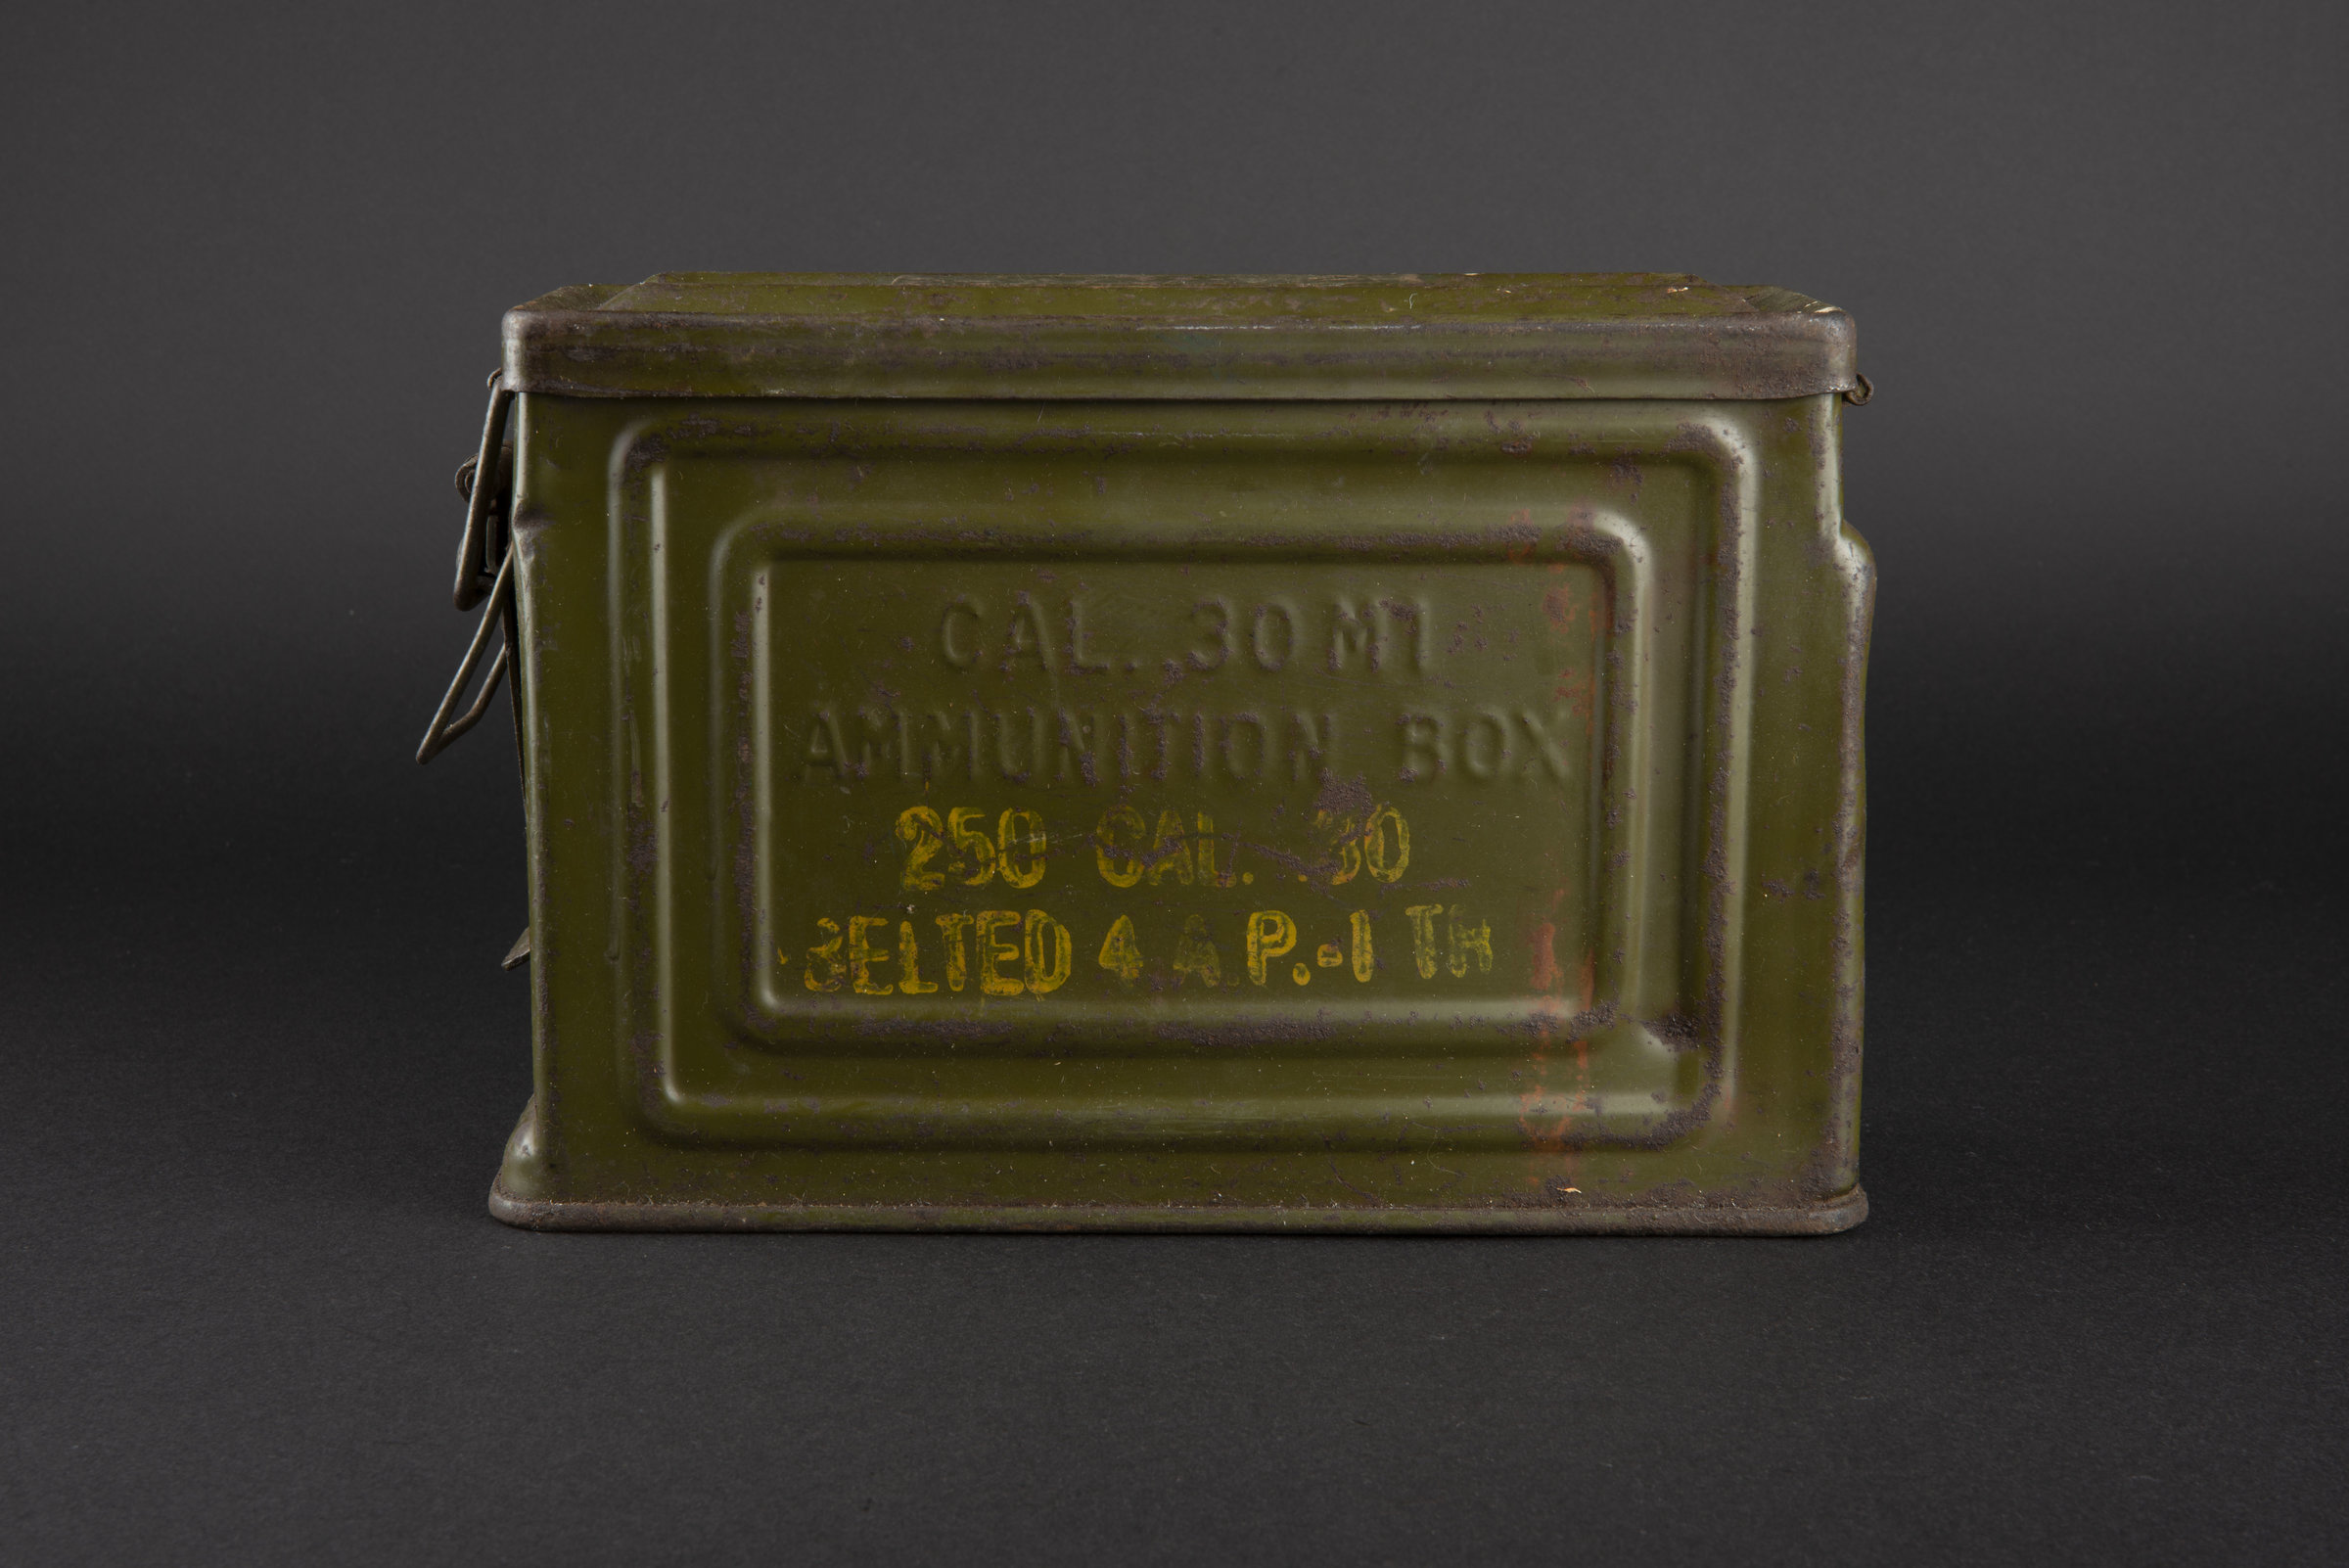 CAL. .30 M1
AMMUNITION BOX
250 CAL. .30
BELTED 4 A.P.-1 TR